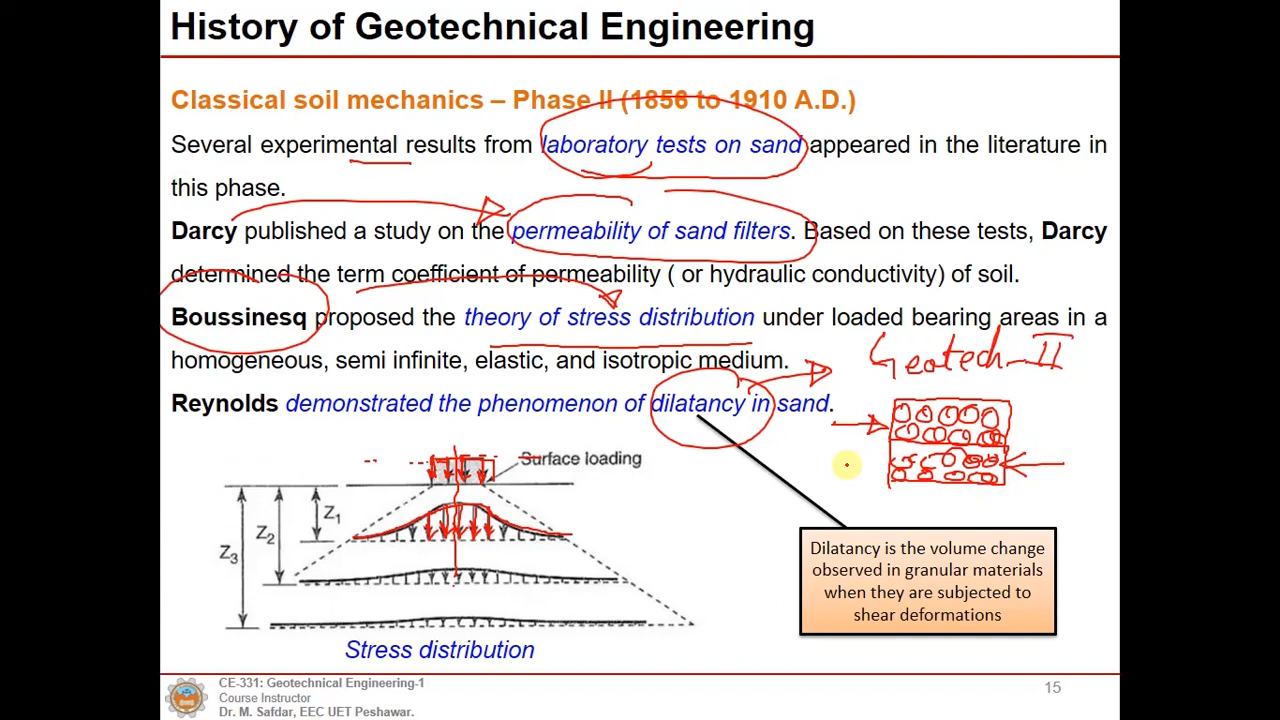 History of Geotechnical Engineering
Classical soil mechanics – Phase II (1856 to 1910 A.D.)
Several experimental results from laboratory tests on sand appeared in the literature in
this phase.
Darcy published a study on the permeability of sand filters. Based on these tests, Darcy
determined the term coefficient of permeability ( or hydraulic conductivity) of soil.
Boussinesq proposed the theory of stress distribution under loaded bearing areas in a
homogeneous, semi infinite, elastic, and isotropic medium.
Geotech-II
Reynolds demonstrated the phenomenon of dilatancy in sand.
Surface loading
Z1
Z2
Z3
Dilatancy is the volume change
observed in granular materials
when they are subjected to
shear deformations
Stress distribution
CE-331: Geotechnical Engineering-1
Course Instructor
Dr. M. Safdar, EEC UET Peshawar.
15